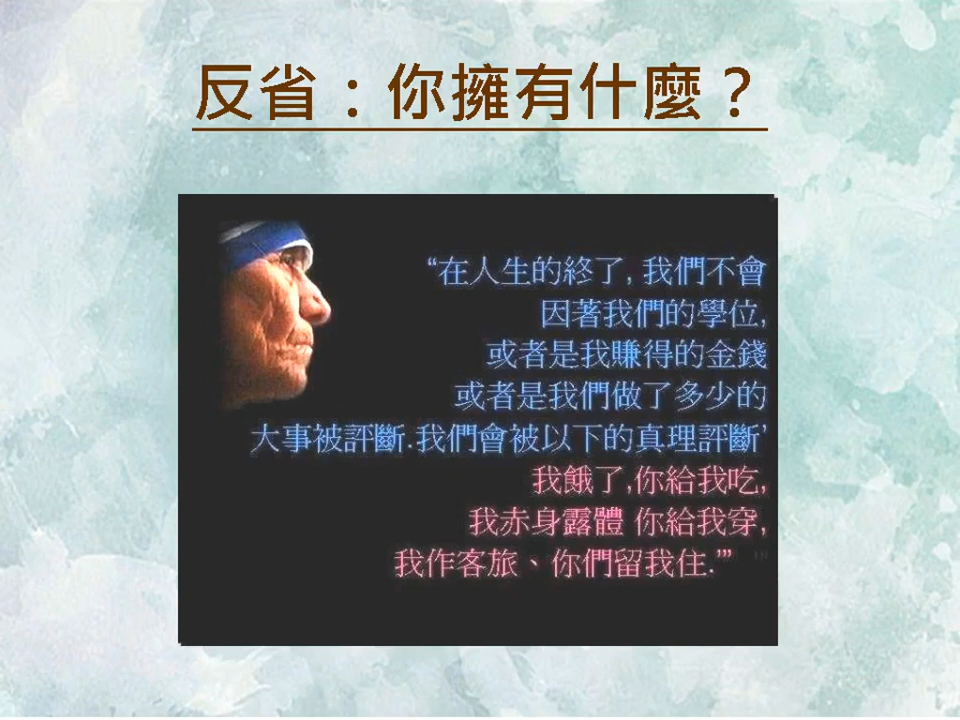 反省：你擁有什麼？
“在人生的終了, 我們不會
因著我們的學位,
或者是我賺得的金錢
或者是我們做了多少的
大事被評斷.我們會被以下的真理評斷’
我餓了,你給我吃,
我赤身露體 你給我穿,
我作客旅、你們留我住.’”